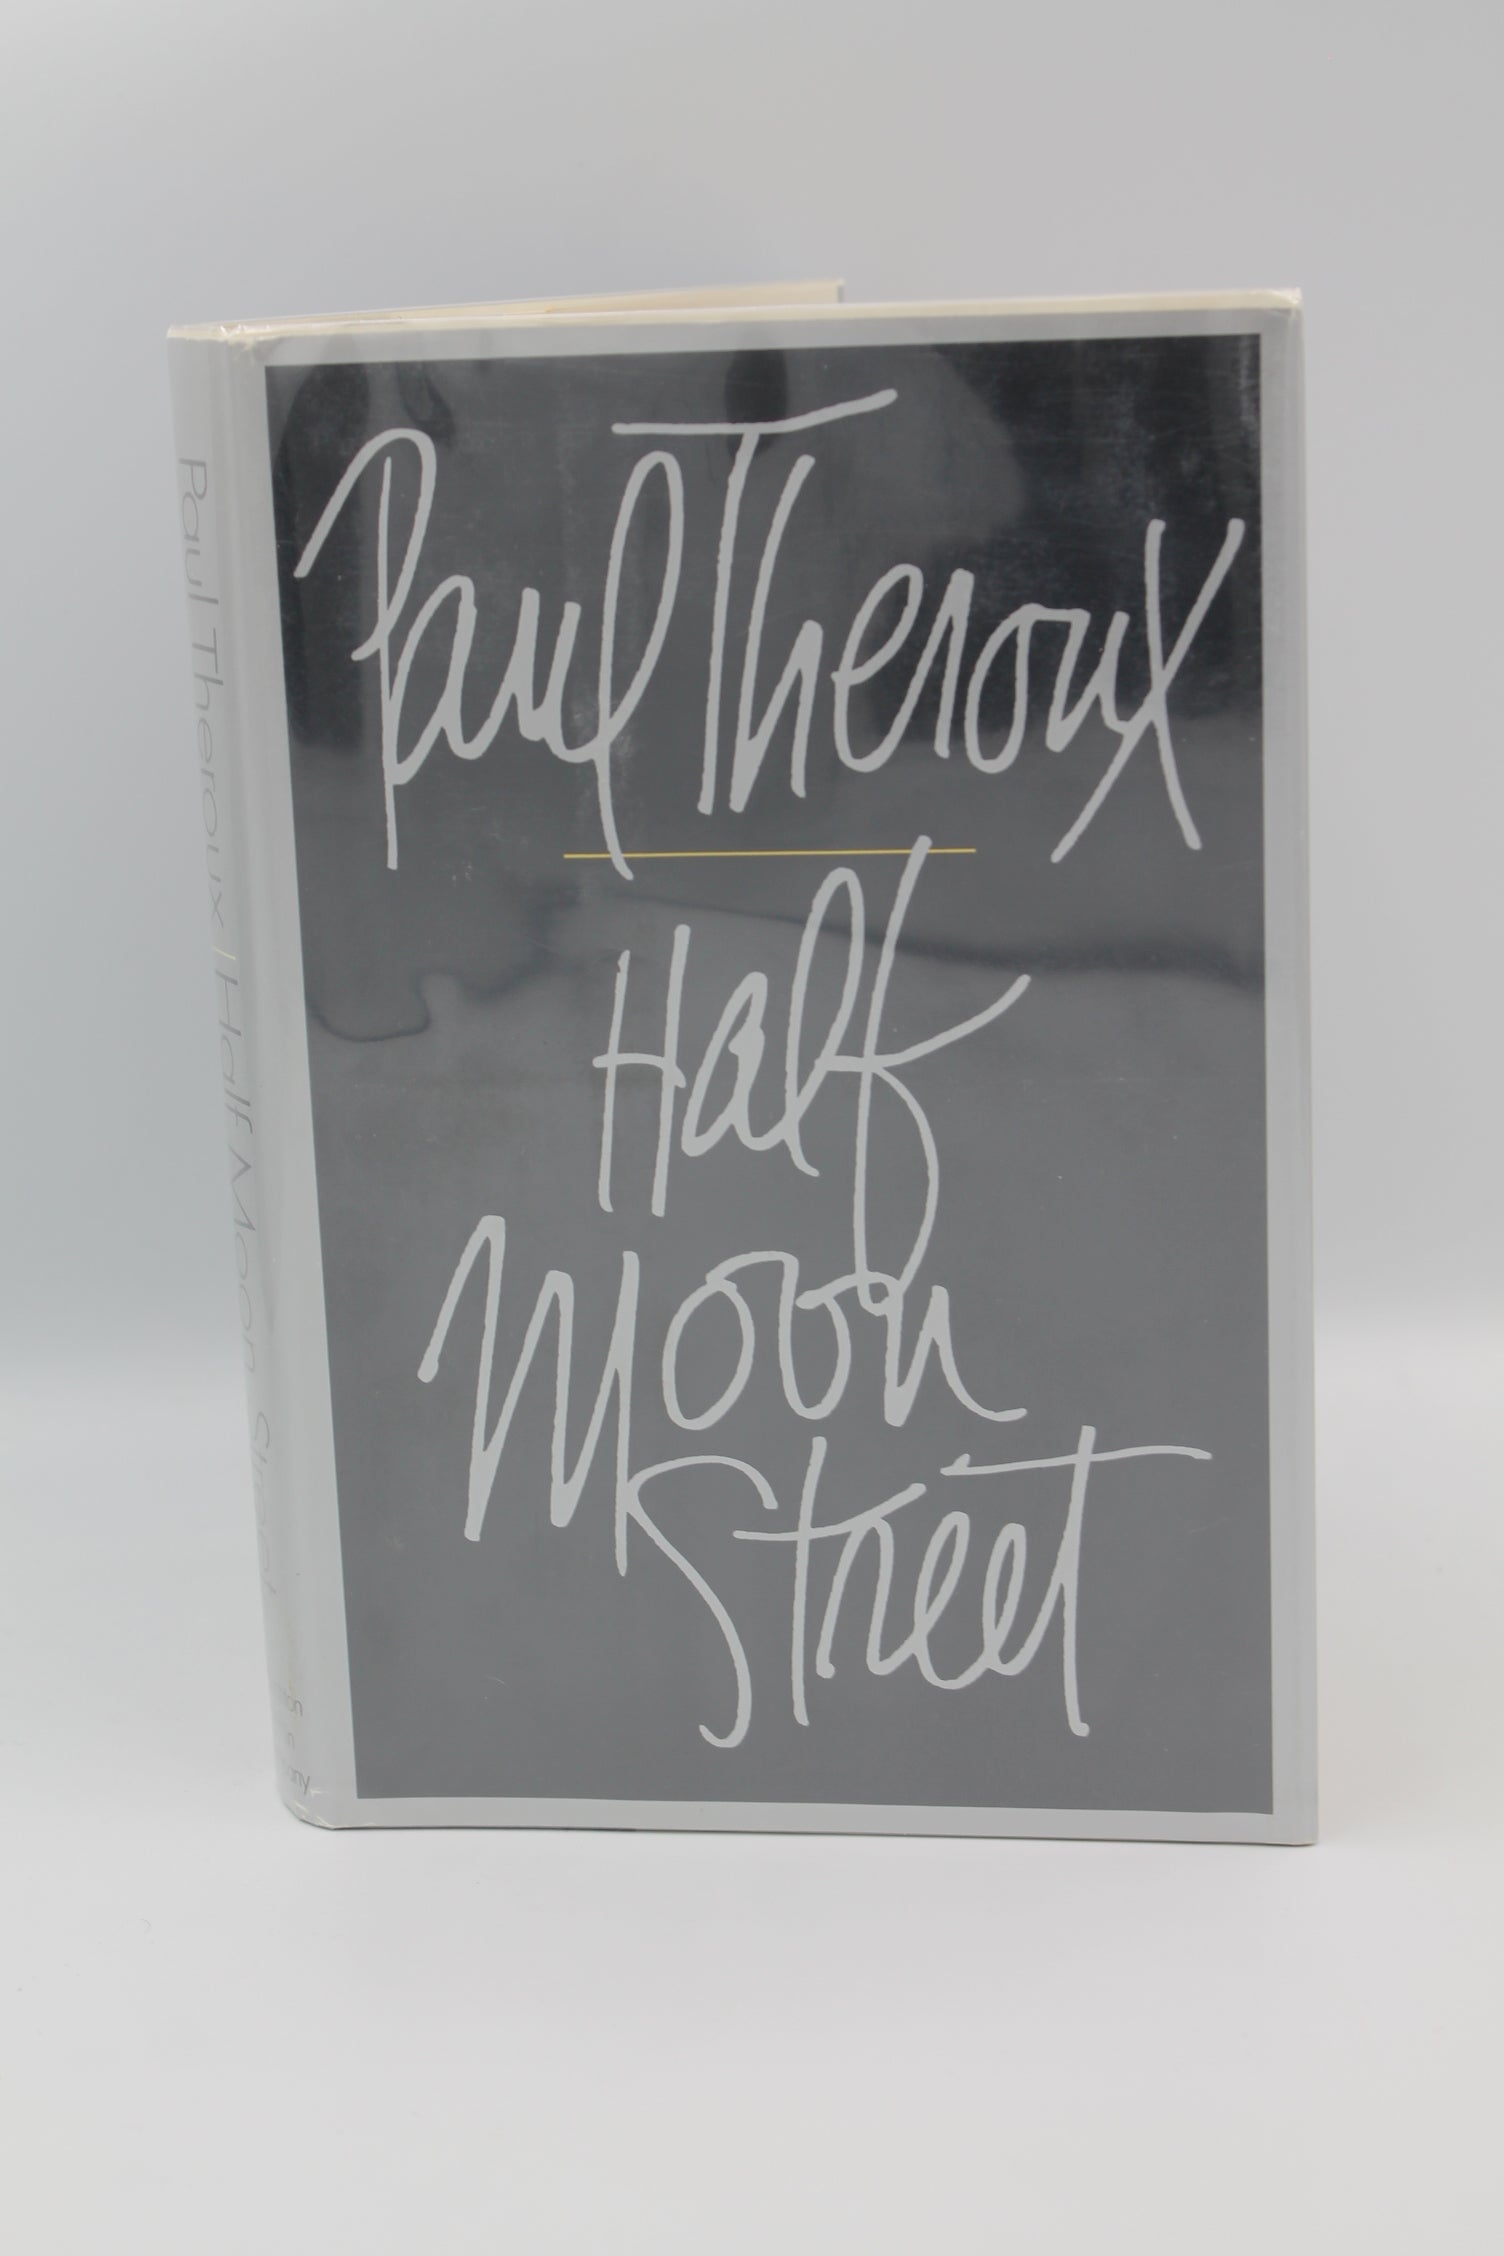 Paul Theroux
Half
Moon
Street
Paul Theroux | Half Moon Street